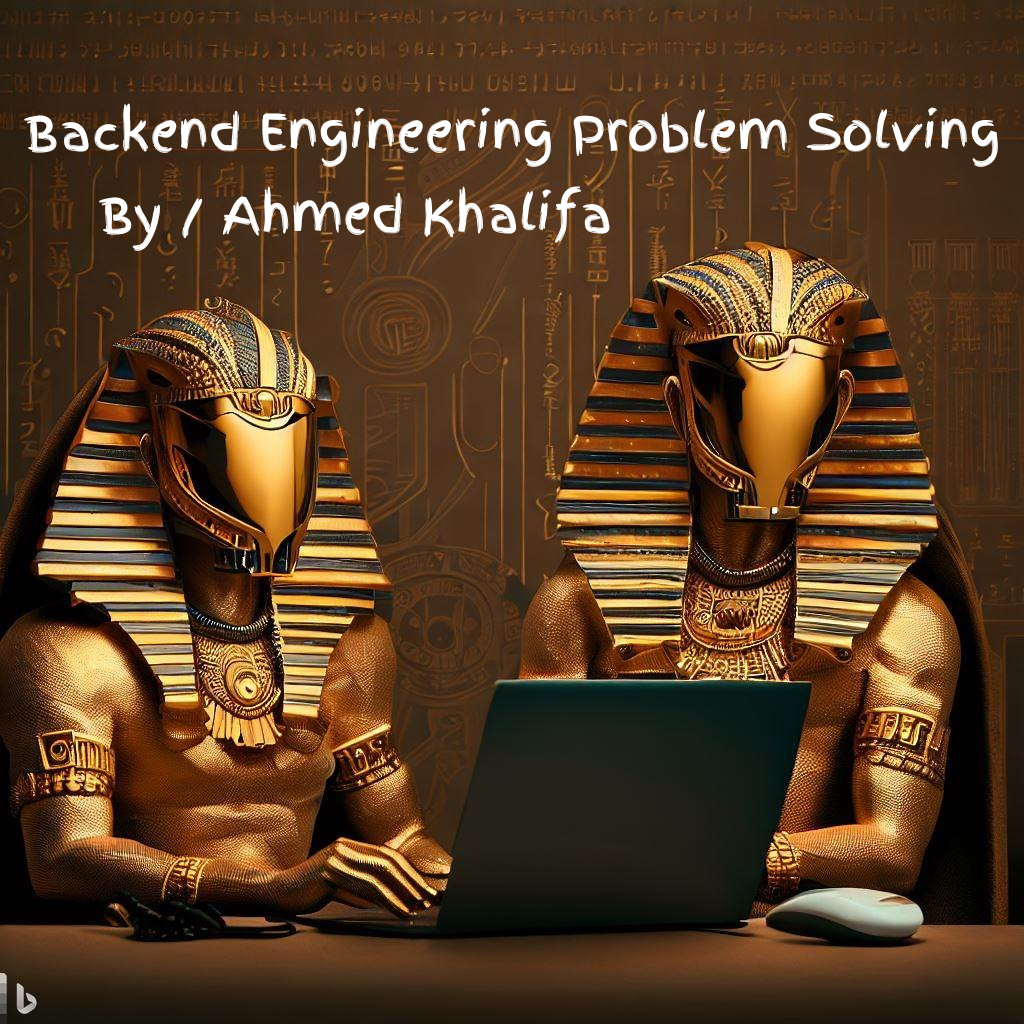 Backend Engineering Problem Solving
By / Ahmed Khalifa